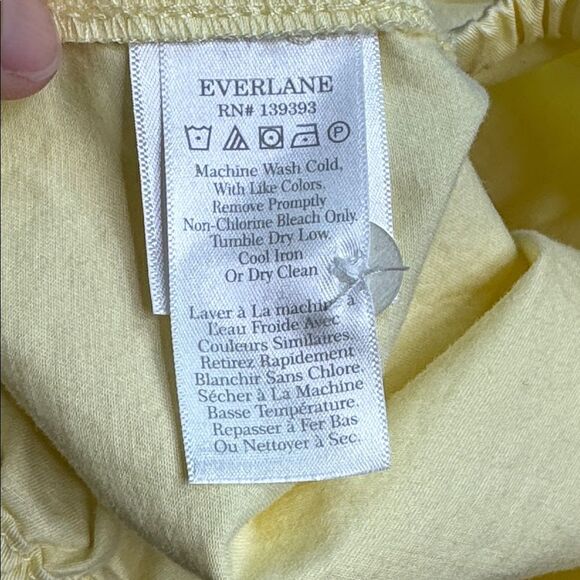 EVERLANE
RN# 139393
P
Machine Wash Cold,
With Like Colors.
Remove Promptly
Non-Chlorine Bleach Only.
Tumble Dry Low.
Cool Iron
Or Dry Clean
Laver à La machine à
L'eau Froide Avec
Couleurs Similaires.
Retirez Rapidement
Blanchir Sans Chlore.
Sécher à La Machine
Basse Température.
Repasser à Fer Bas
Ou Nettoyer à Sec.